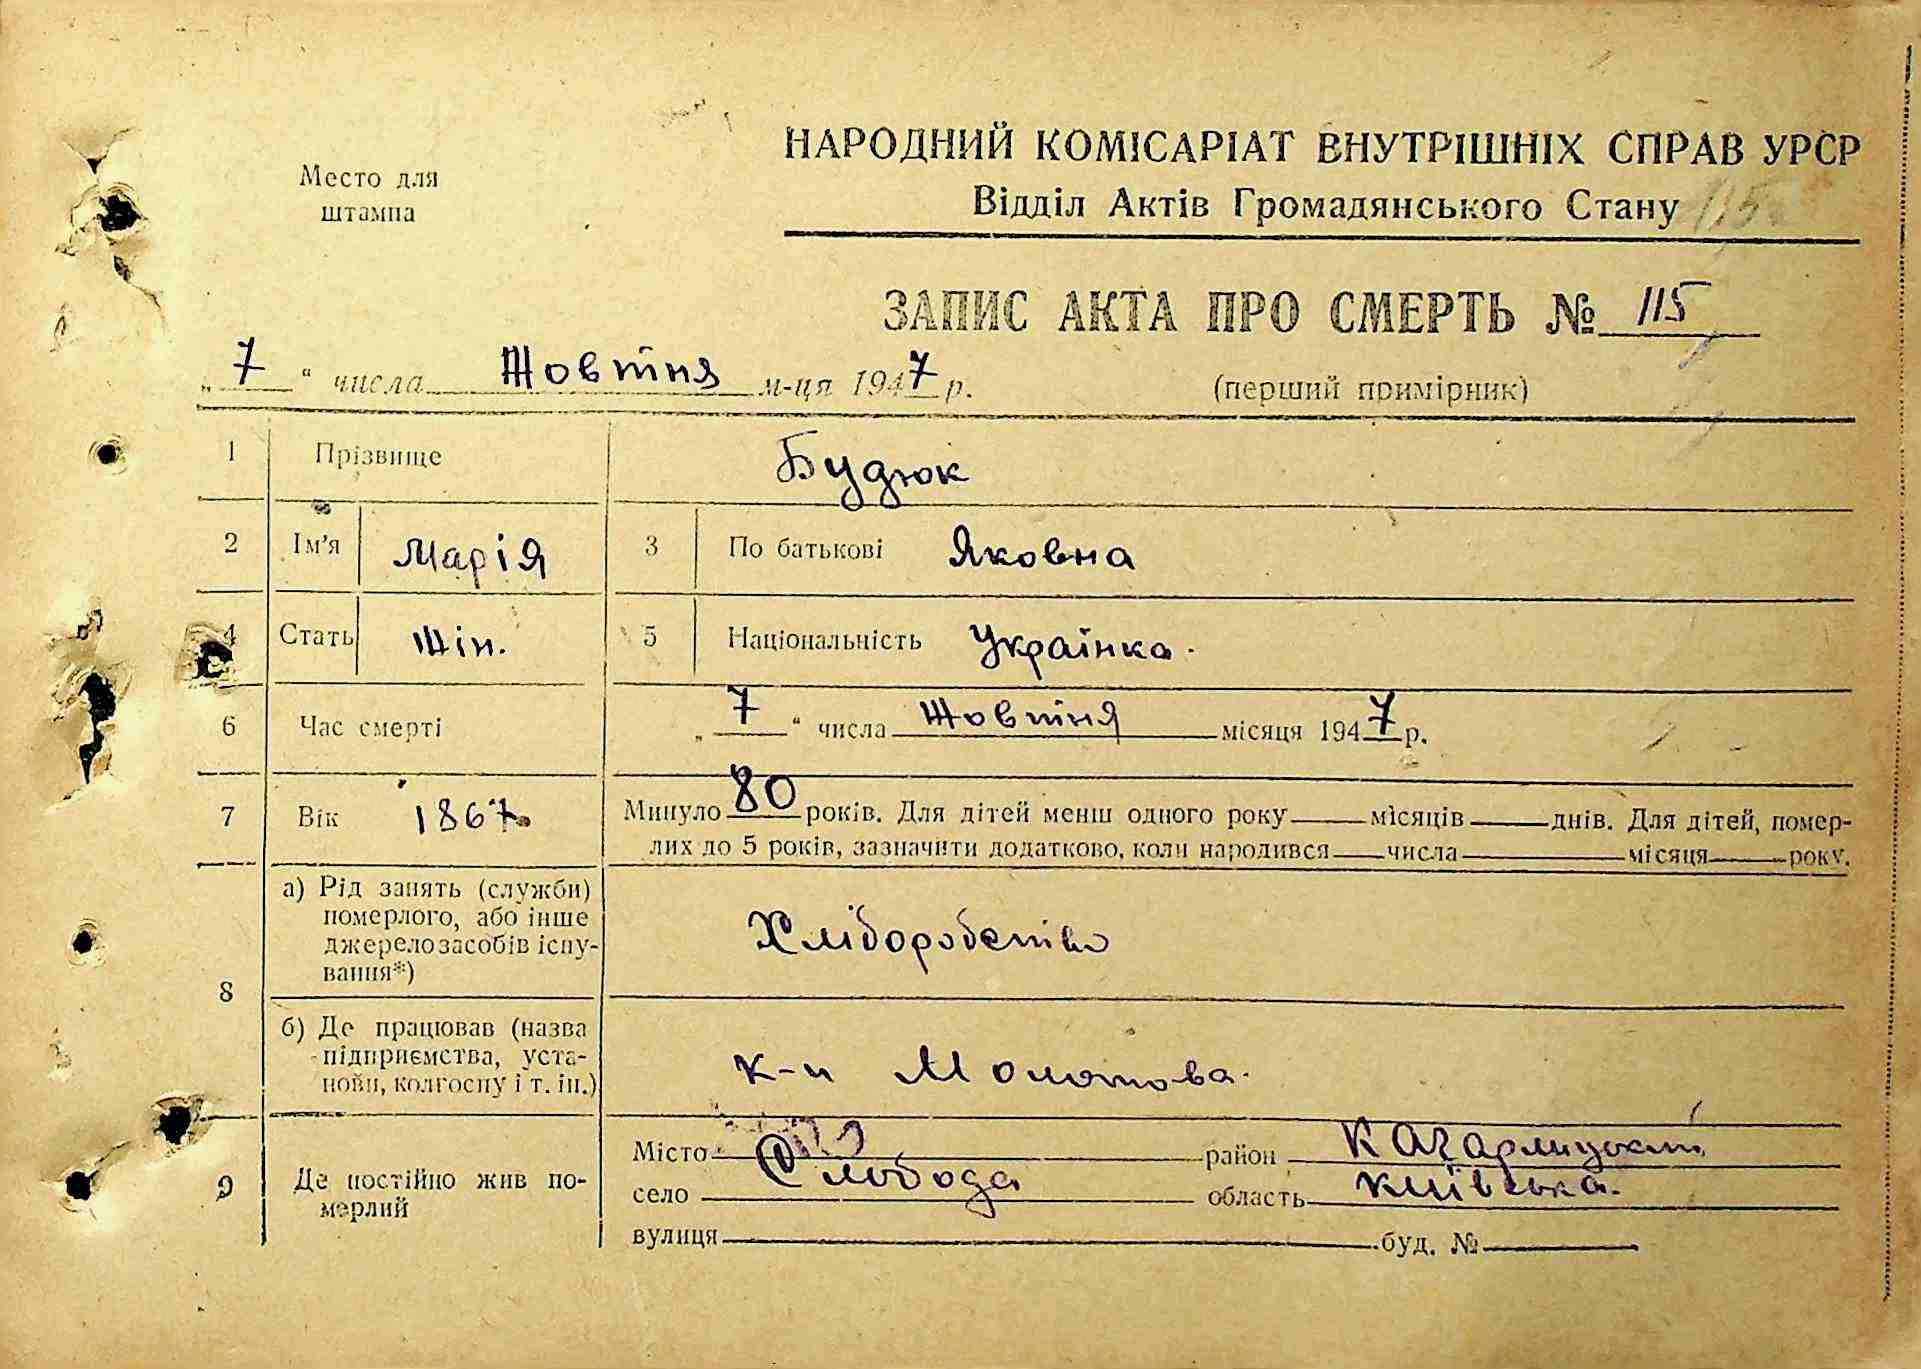 Место для
штампа
НАРОДНИЙ КОМІСАРІАТ ВНУТРІШНІХ СПРАВ УРСР
Відділ Актів Громадянського Стану 115
ЗАПИС АКТА ПРО СМЕРТЬ № 115
„ 7 “ числа Жовтня м-ця 1947 р. (перший примірник)
1 Прізвище Будюк
2 Ім'я Марія 3 По батькові Яковна
4 Стать Жін. 5 Національність Українка.
6 Час смерті „ 7 “ числа Жовтня місяця 1947 р.
7 Вік 1867 Минуло 80 років. Для дітей менш одного року місяців днів. Для дітей, помер-
лих до 5 років, зазначити додатково, коли народився числа місяця року.
8 а) Рід занять (служби)
померлого, або інше
джерело засобів існу-
вання*)
Хліборобство
б) Де працював (назва
підприємства, уста-
нови, колгоспу і т. ін.)
к-п Молотова.
9 Де постійно жив по-
мерлий
Місто район Кагарлицький
село Слобода область Київська.
вулиця буд. №